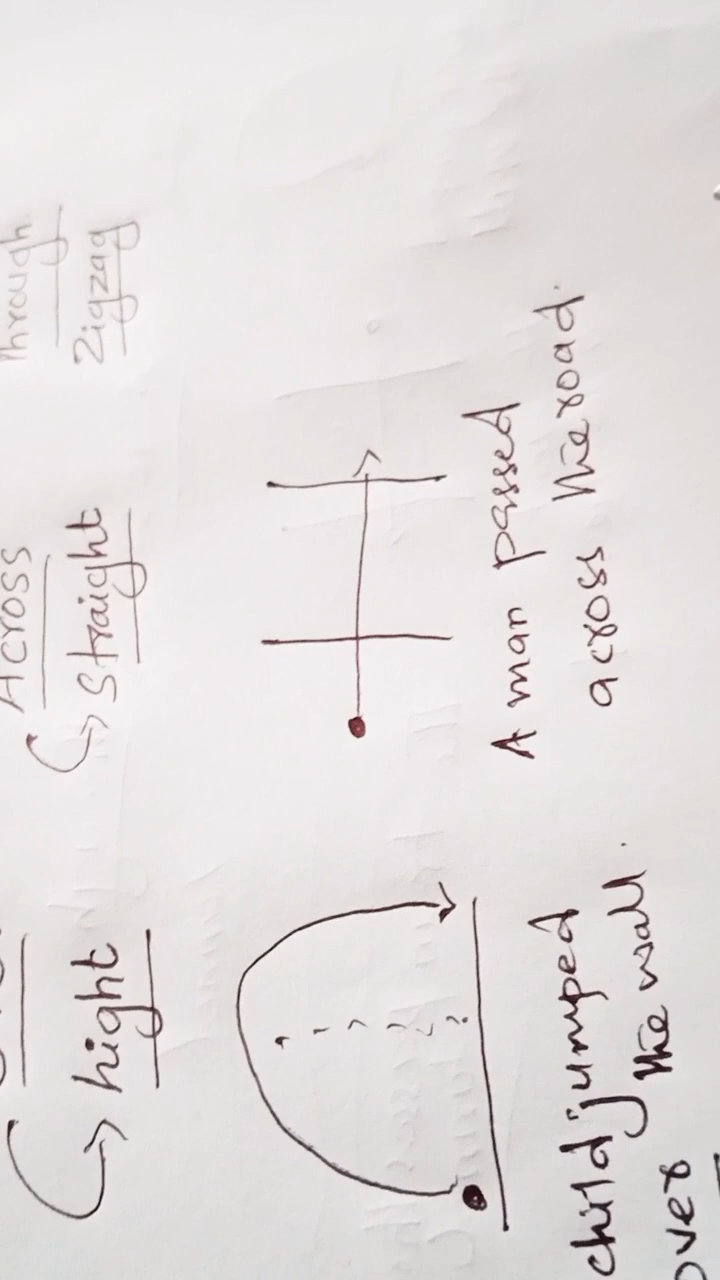 → hight
child jumped
over the wall.
Across
→ straight
A man passed
across the road.
Through
Zigzag